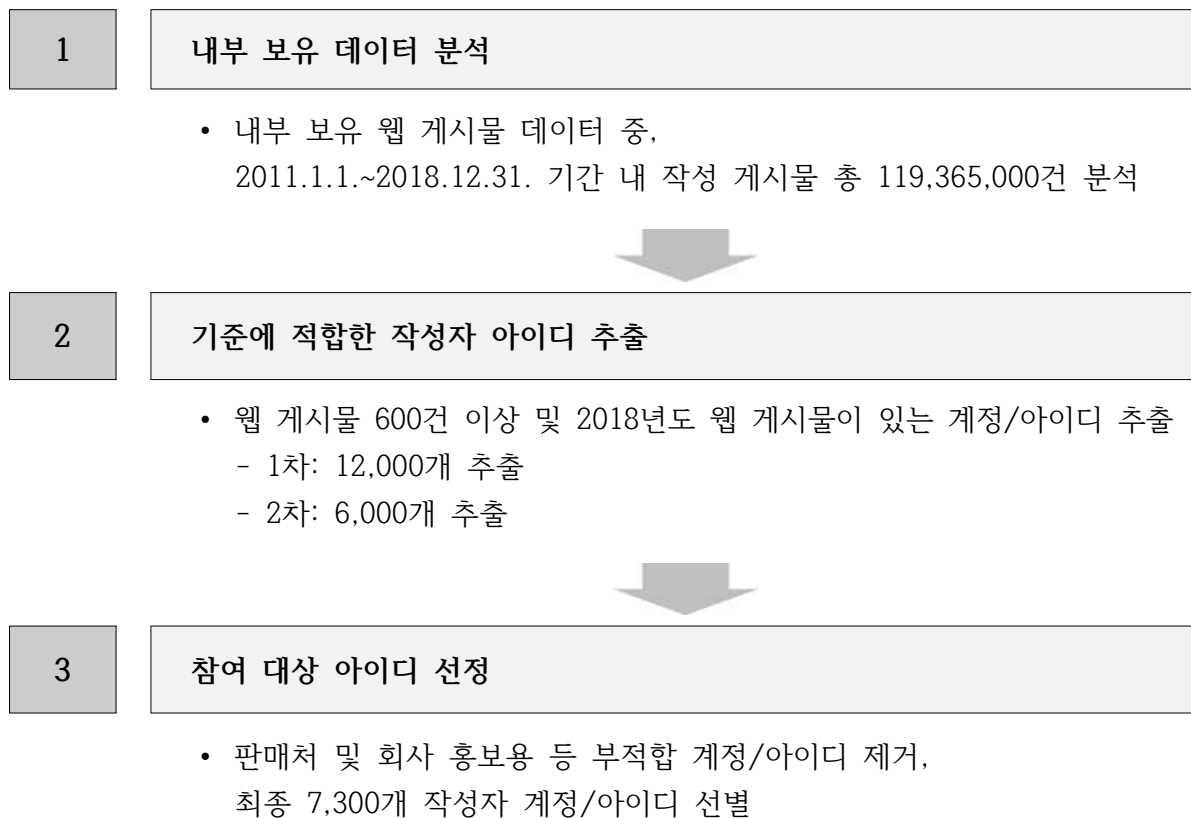 1
내부 보유 데이터 분석
• 내부 보유 웹 게시물 데이터 중,
2011.1.1.~2018.12.31. 기간 내 작성 게시물 총 119,365,000건 분석
2
기준에 적합한 작성자 아이디 추출
• 웹 게시물 600건 이상 및 2018년도 웹 게시물이 있는 계정/아이디 추출
- 1차: 12,000개 추출
- 2차: 6,000개 추출
3
참여 대상 아이디 선정
• 판매처 및 회사 홍보용 등 부적합 계정/아이디 제거,
최종 7,300개 작성자 계정/아이디 선별